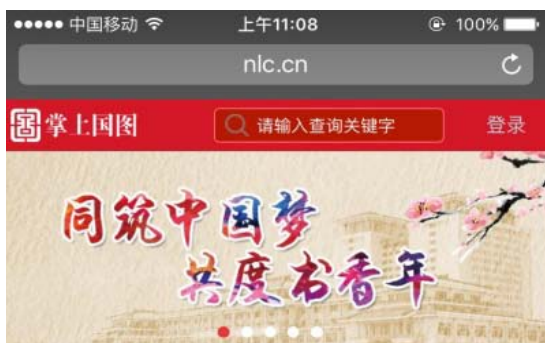 中国移动 上午11:08 100%
nlc.cn
掌上国图 请输入查询关键字 登录
同筑中国梦
共度书香年